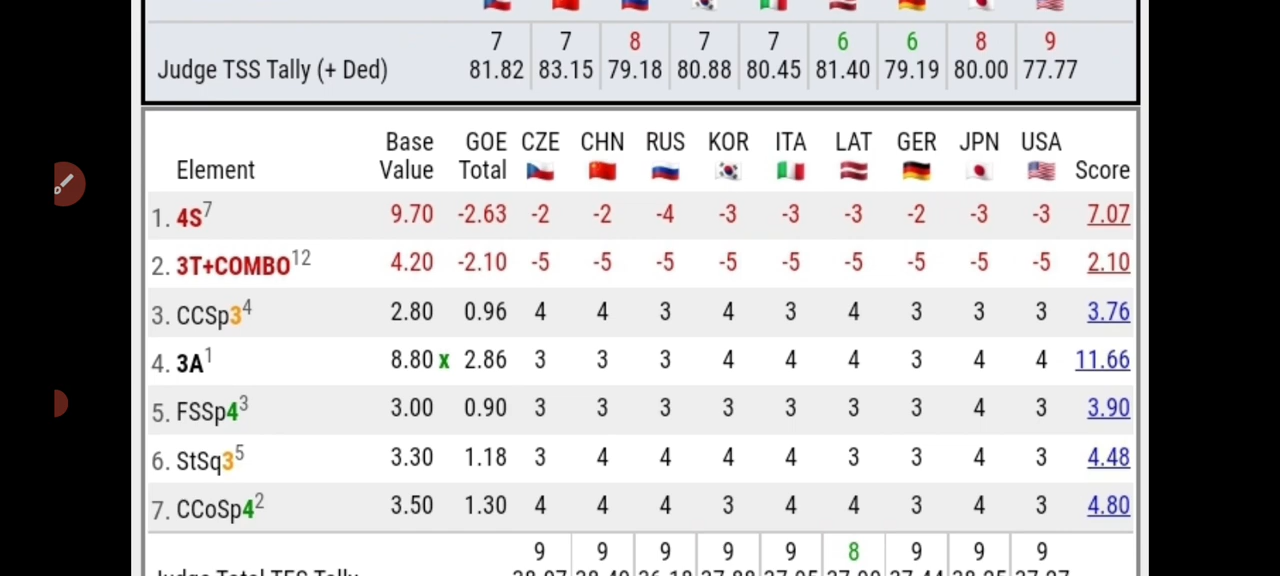 7 7 8 7 7 6 6 8 9
Judge TSS Tally (+ Ded) 81.82 83.15 79.18 80.88 80.45 81.40 79.19 80.00 77.77
Base GOE CZE CHN RUS KOR ITA LAT GER JPN USA
Element Value Total Score
1. 4S7 9.70 -2.63 -2 -2 -4 -3 -3 -3 -2 -3 -3 7.07
2. 3T+COMBO12 4.20 -2.10 -5 -5 -5 -5 -5 -5 -5 -5 -5 2.10
3. CCSp34 2.80 0.96 4 4 3 4 3 4 3 3 3 3.76
4. 3A1 8.80 x 2.86 3 3 3 4 4 4 3 4 4 11.66
5. FSSp43 3.00 0.90 3 3 3 3 3 3 3 4 3 3.90
6. StSq35 3.30 1.18 3 4 4 4 4 3 3 4 3 4.48
7. CCoSp42 3.50 1.30 4 4 4 3 4 4 3 4 3 4.80
9 9 9 9 9 8 9 9 9
Judge Total TES Tally